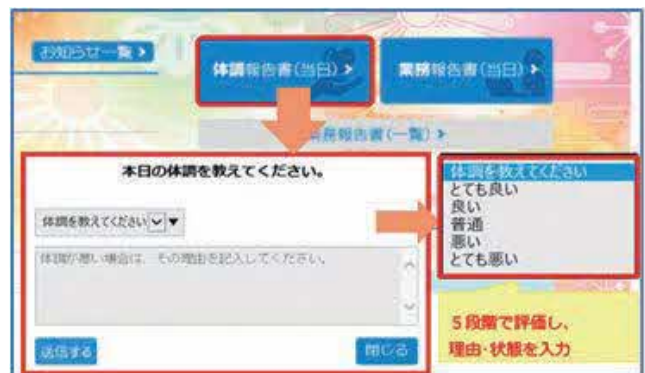 お知らせ一覧 >
体調報告書(当日) >
業務報告書(当日) >
業務報告書(一覧) >
本日の体調を教えてください。
体調を教えてください
体調が悪い場合は、その理由を記入してください。
送信する
閉じる
体調を教えてください
とても良い
良い
普通
悪い
とても悪い
5段階で評価し、
理由・状態を入力